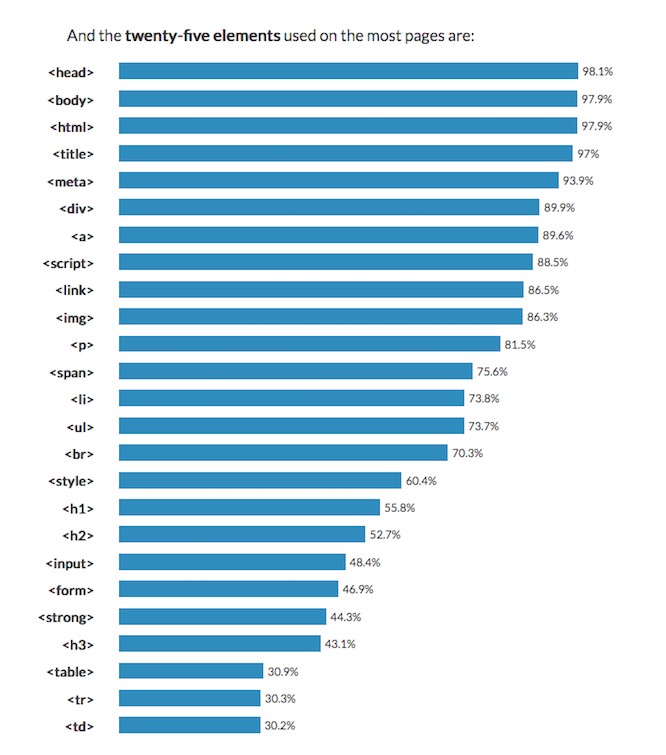 And the twenty-five elements used on the most pages are:
<head> 98.1%
<body> 97.9%
<html> 97.9%
<title> 97%
<meta> 93.9%
<div> 89.9%
<a> 89.6%
<script> 88.5%
<link> 86.5%
<img> 86.3%
<p> 81.5%
<span> 75.6%
<li> 73.8%
<ul> 73.7%
<br> 70.3%
<style> 60.4%
<h1> 55.8%
<h2> 52.7%
<input> 48.4%
<form> 46.9%
<strong> 44.3%
<h3> 43.1%
<table> 30.9%
<tr> 30.3%
<td> 30.2%